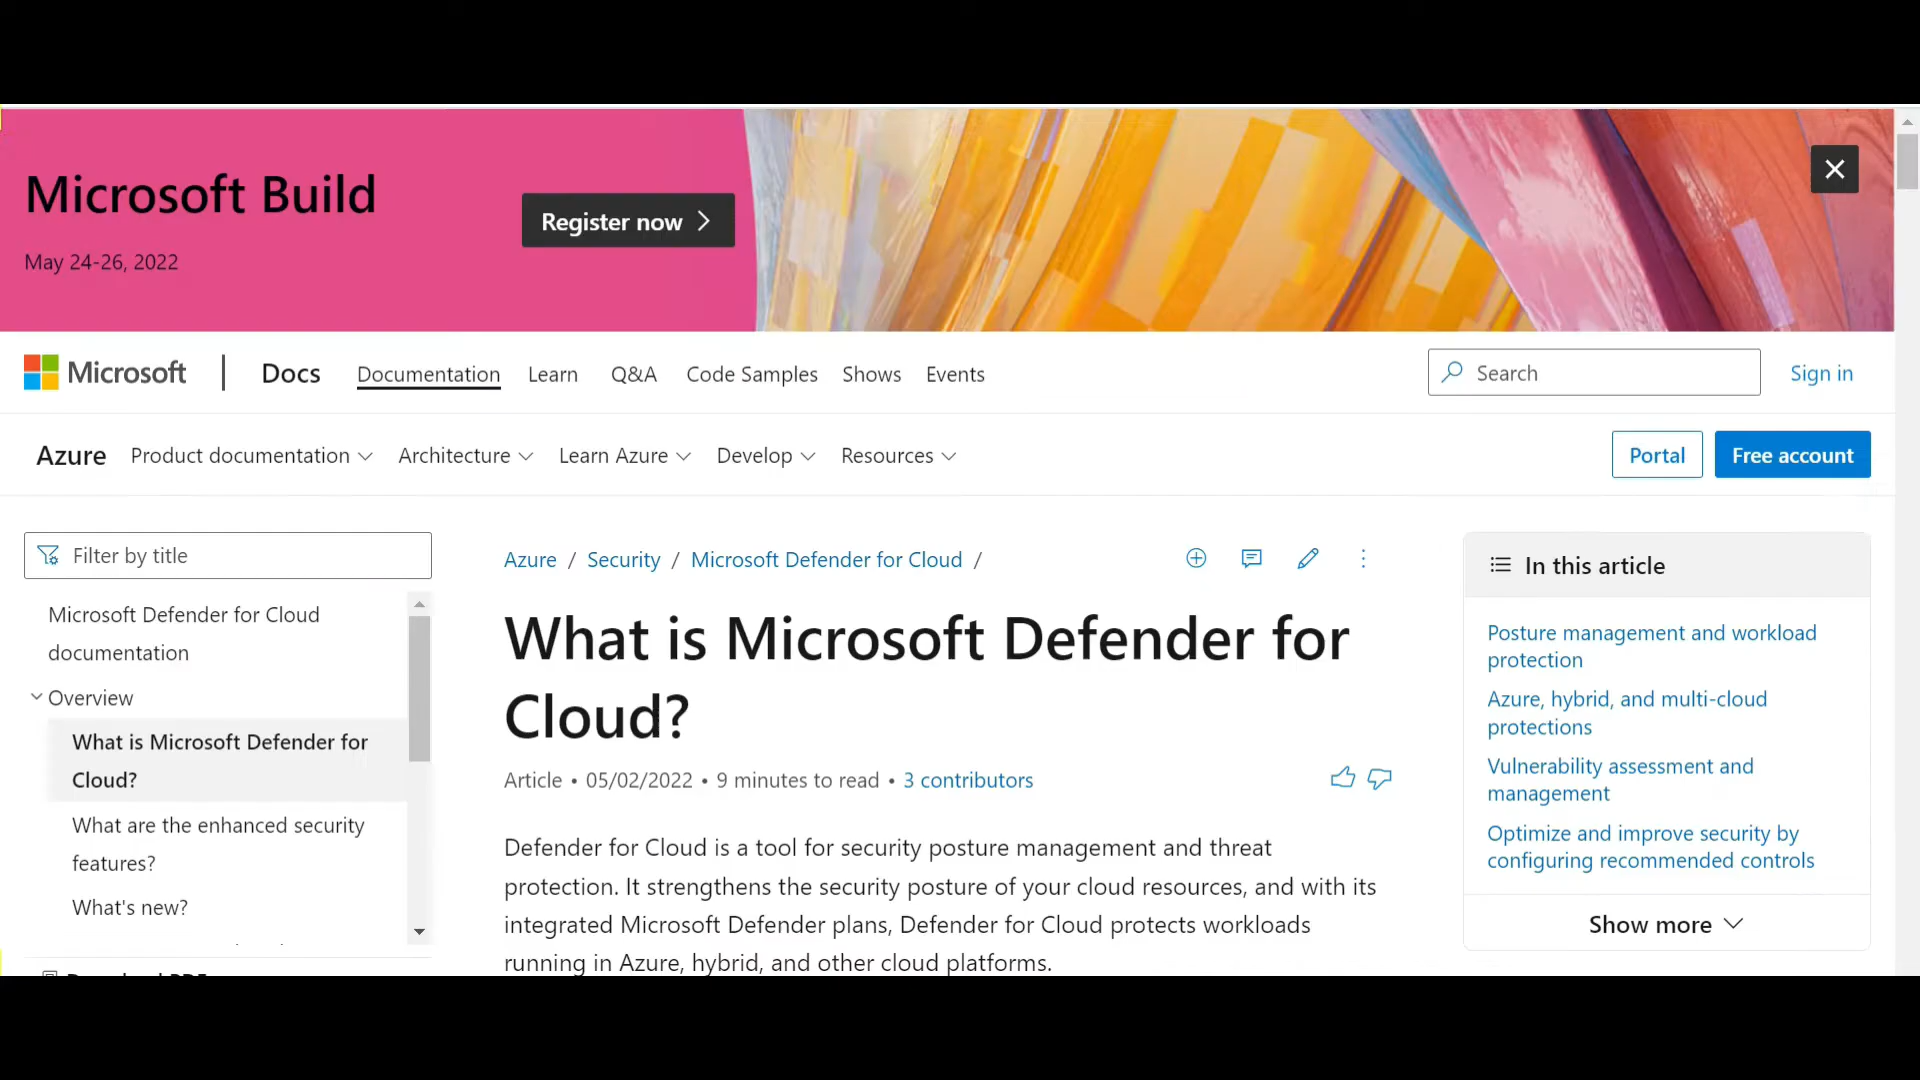 Microsoft Build
Register now
May 24-26, 2022
Microsoft
Docs
Documentation
Learn
Q&A
Code Samples
Shows
Events
Search
Sign in
Azure
Product documentation
Architecture
Learn Azure
Develop
Resources
Portal
Free account
Filter by title
Microsoft Defender for Cloud
documentation
Overview
What is Microsoft Defender for
Cloud?
What are the enhanced security
features?
What's new?
Azure / Security / Microsoft Defender for Cloud /
What is Microsoft Defender for
Cloud?
Article • 05/02/2022 • 9 minutes to read • 3 contributors
Defender for Cloud is a tool for security posture management and threat
protection. It strengthens the security posture of your cloud resources, and with its
integrated Microsoft Defender plans, Defender for Cloud protects workloads
running in Azure, hybrid, and other cloud platforms.
In this article
Posture management and workload
protection
Azure, hybrid, and multi-cloud
protections
Vulnerability assessment and
management
Optimize and improve security by
configuring recommended controls
Show more